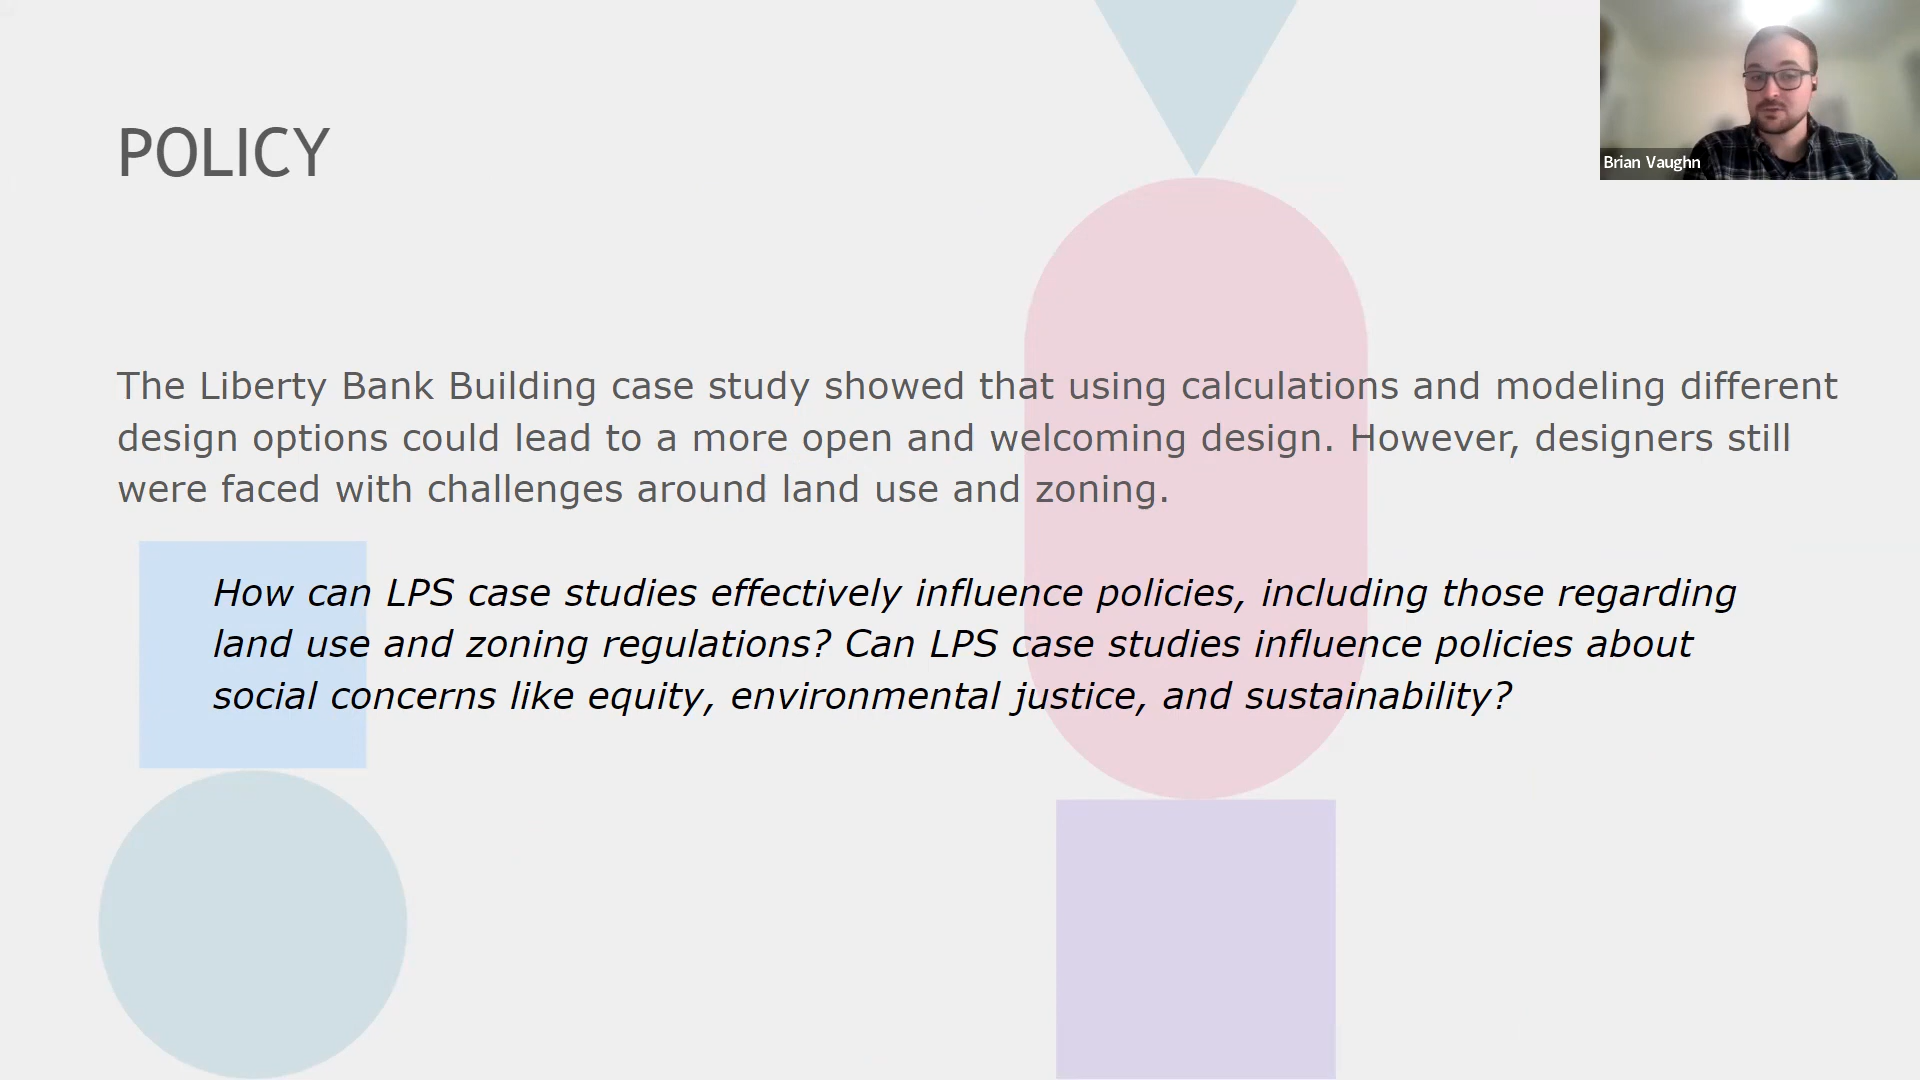 POLICY
Brian Vaughn
The Liberty Bank Building case study showed that using calculations and modeling different
design options could lead to a more open and welcoming design. However, designers still
were faced with challenges around land use and zoning.
How can LPS case studies effectively influence policies, including those regarding
land use and zoning regulations? Can LPS case studies influence policies about
social concerns like equity, environmental justice, and sustainability?